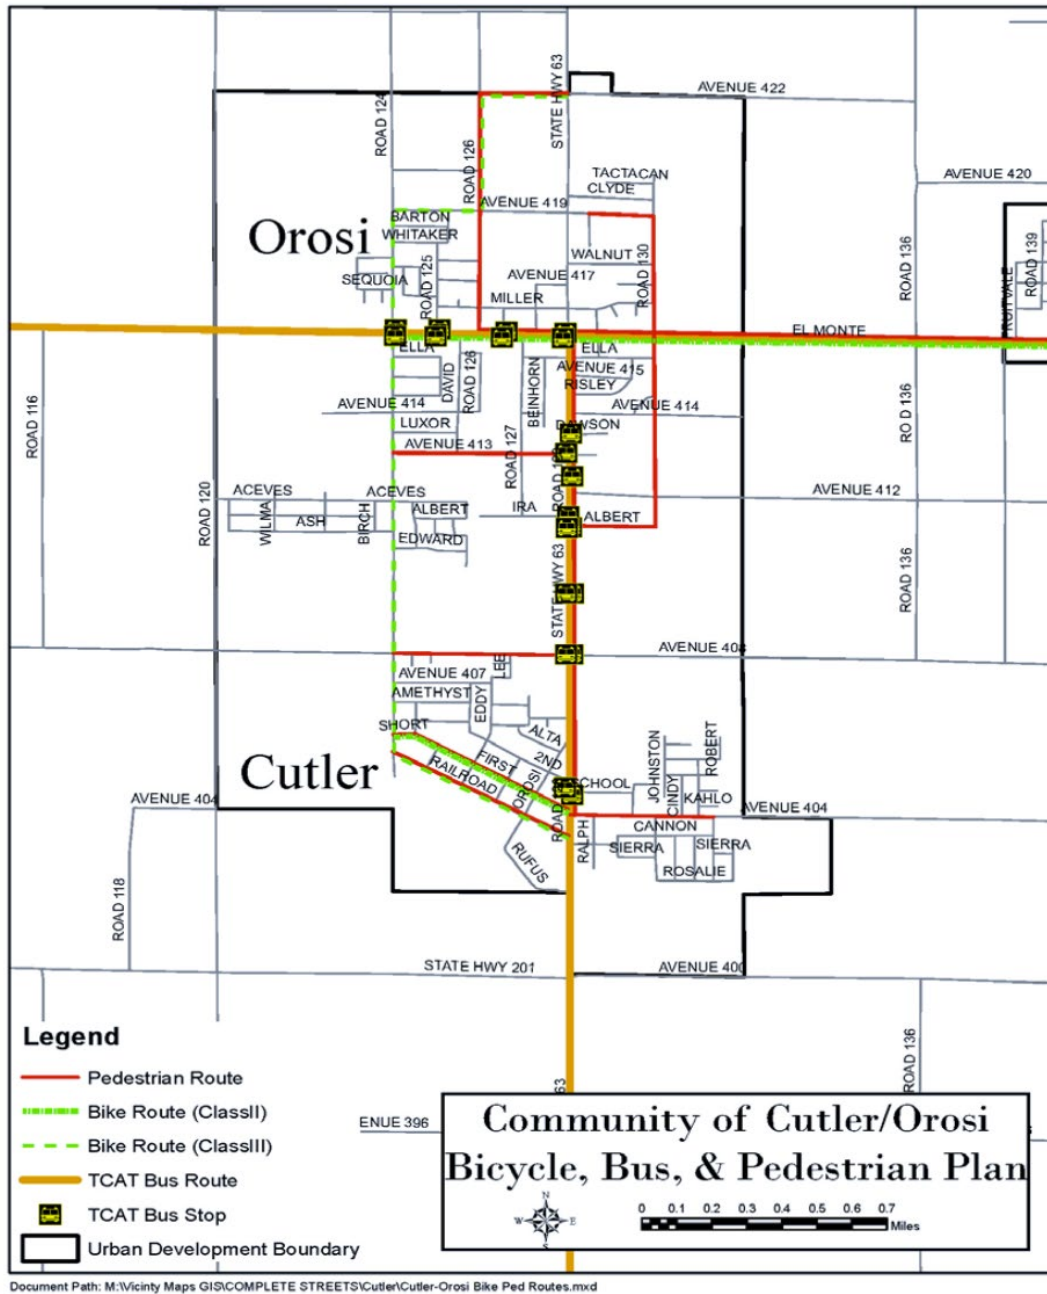 AVENUE 422
STATE HWY 63
ROAD 124
ROAD 126
TACTACAN
CLYDE
AVENUE 420
AVENUE 419
BARTON
WHITAKER
Orosi
WALNUT
SEQUOIA
ROAD 125
AVENUE 417
ROAD 130
ROAD 136
FRUITVALE
ROAD 139
MILLER
EL MONTE
ELLA
ELLA
DAVID
ROAD 126
BEINHORN
AVENUE 415
RISLEY
ROAD 116
AVENUE 414
AVENUE 414
RO D 136
LUXOR
DAWSON
AVENUE 413
ROAD 127
ROAD 120
ACEVES
ACEVES
AVENUE 412
WILMA
ASH
BIRCH
ALBERT
IRA
ALBERT
EDWARD
STATE HWY 63
ROAD 136
AVENUE 408
AVENUE 407
LEE
AMETHYST
EDDY
SHORT
ALTA
2ND
FIRST
RAILROAD
OROSI
Cutler
SCHOOL
JOHNSTON
CINDY
ROBERT
KAHLO
AVENUE 404
AVENUE 404
CANNON
RALPH
SIERRA
SIERRA
ROSALIE
RUFUS
ROAD 118
STATE HWY 201
AVENUE 400
ROAD 136
63
ENUE 396
Legend
Pedestrian Route
Bike Route (ClassII)
Bike Route (ClassIII)
TCAT Bus Route
TCAT Bus Stop
Urban Development Boundary
Community of Cutler/Orosi
Bicycle, Bus, & Pedestrian Plan
N
W E
S
0 0.1 0.2 0.3 0.4 0.5 0.6 0.7
Miles
Document Path: M:\Vicinty Maps GIS\COMPLETE STREETS\Cutler\Cutler-Orosi Bike Ped Routes.mxd